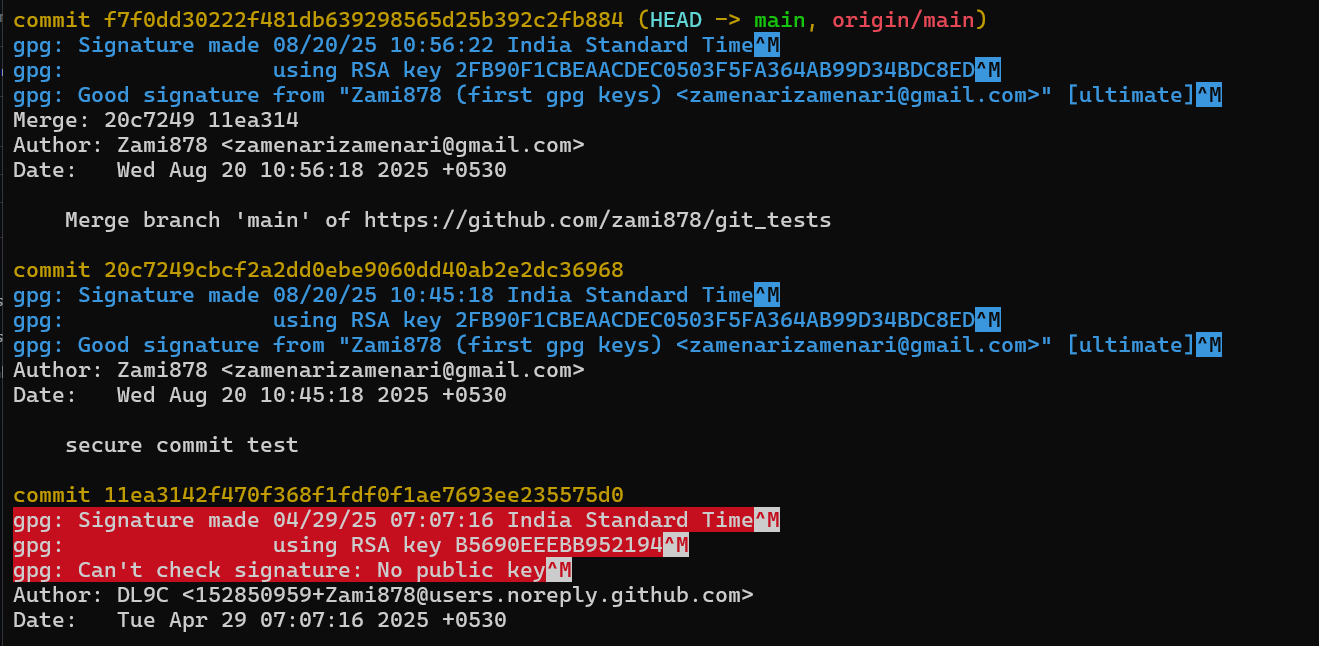 commit f7f0dd30222f481db639298565d25b392c2fb884 (HEAD -> main, origin/main)
gpg: Signature made 08/20/25 10:56:22 India Standard Time^M
gpg:                using RSA key 2FB90F1CBEAACDEC0503F5FA364AB99D34BDC8ED^M
gpg: Good signature from "Zami878 (first gpg keys) <zamenarizamenari@gmail.com>" [ultimate]^M
Merge: 20c7249 11ea314
Author: Zami878 <zamenarizamenari@gmail.com>
Date:   Wed Aug 20 10:56:18 2025 +0530

    Merge branch 'main' of https://github.com/zami878/git_tests

commit 20c7249cbcf2a2dd0ebe9060dd40ab2e2dc36968
gpg: Signature made 08/20/25 10:45:18 India Standard Time^M
gpg:                using RSA key 2FB90F1CBEAACDEC0503F5FA364AB99D34BDC8ED^M
gpg: Good signature from "Zami878 (first gpg keys) <zamenarizamenari@gmail.com>" [ultimate]^M
Author: Zami878 <zamenarizamenari@gmail.com>
Date:   Wed Aug 20 10:45:18 2025 +0530

    secure commit test

commit 11ea3142f470f368f1fdf0f1ae7693ee235575d0
gpg: Signature made 04/29/25 07:07:16 India Standard Time^M
gpg:                using RSA key B5690EEEBB952194^M
gpg: Can't check signature: No public key^M
Author: DL9C <152850959+Zami878@users.noreply.github.com>
Date:   Tue Apr 29 07:07:16 2025 +0530